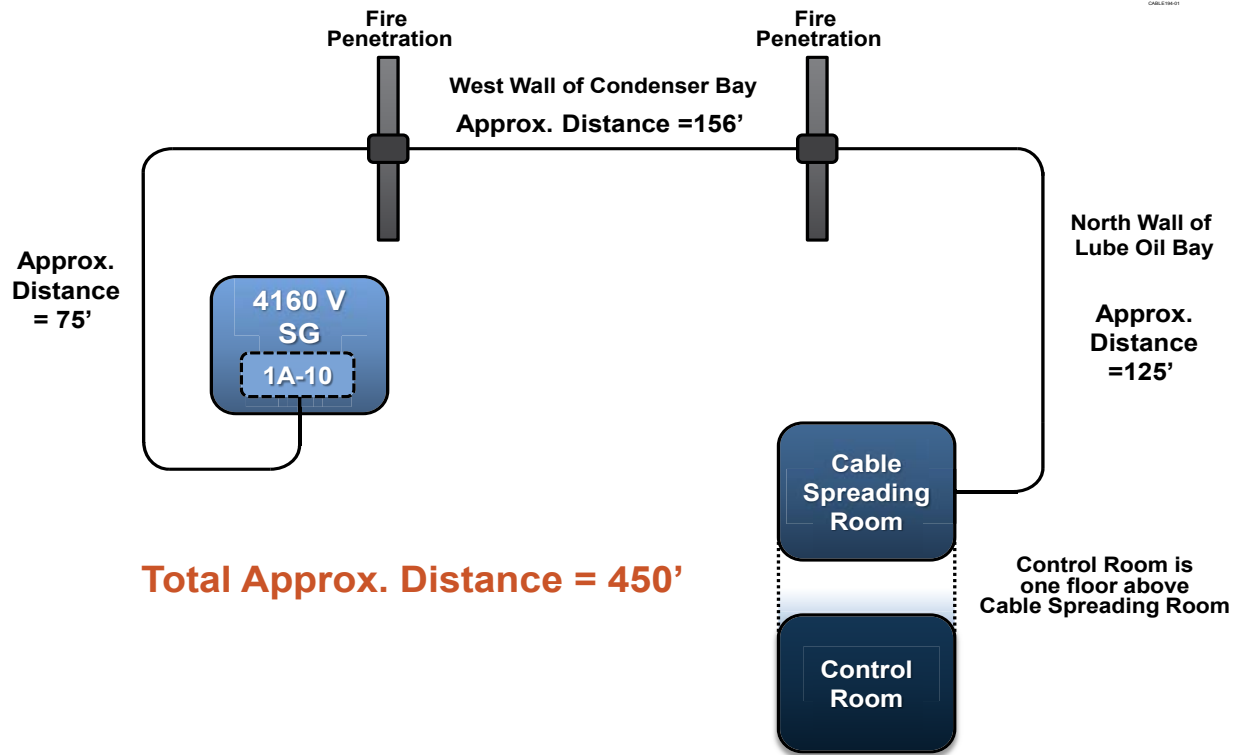 CABLE194-01
Fire
Penetration
Fire
Penetration
West Wall of Condenser Bay
Approx. Distance =156’
North Wall of
Lube Oil Bay
Approx.
Distance
= 75’
4160 V
SG
1A-10
Approx.
Distance
=125’
Cable
Spreading
Room
Total Approx. Distance = 450’
Control Room is
one floor above
Cable Spreading Room
Control
Room